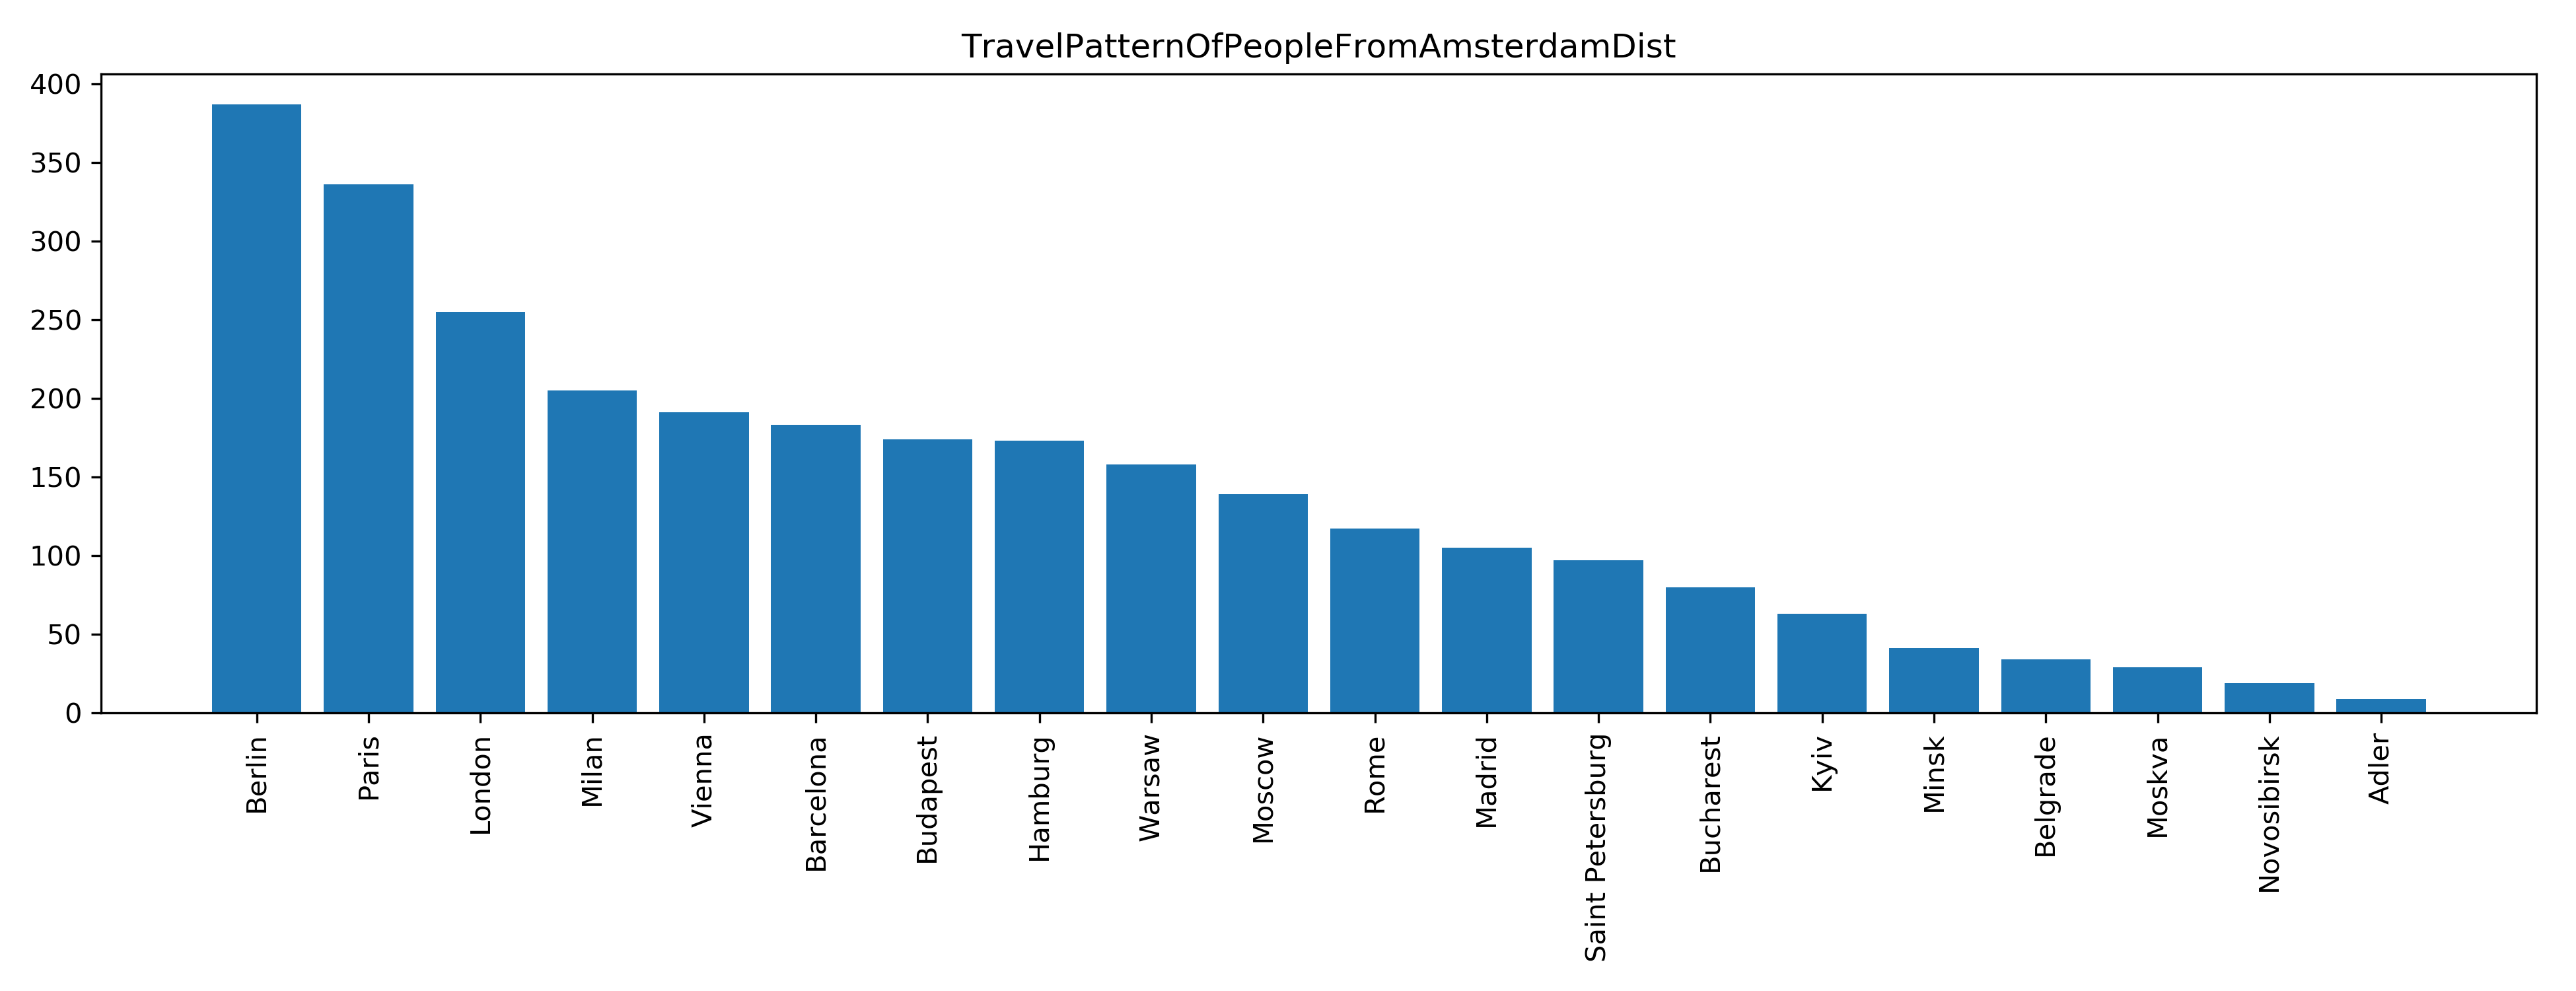 TravelPatternOfPeopleFromAmsterdamDist
400
350
300
250
200
150
100
50
0
Berlin
Paris
London
Milan
Vienna
Barcelona
Budapest
Hamburg
Warsaw
Moscow
Rome
Madrid
Saint Petersburg
Bucharest
Kyiv
Minsk
Belgrade
Moskva
Novosibirsk
Adler